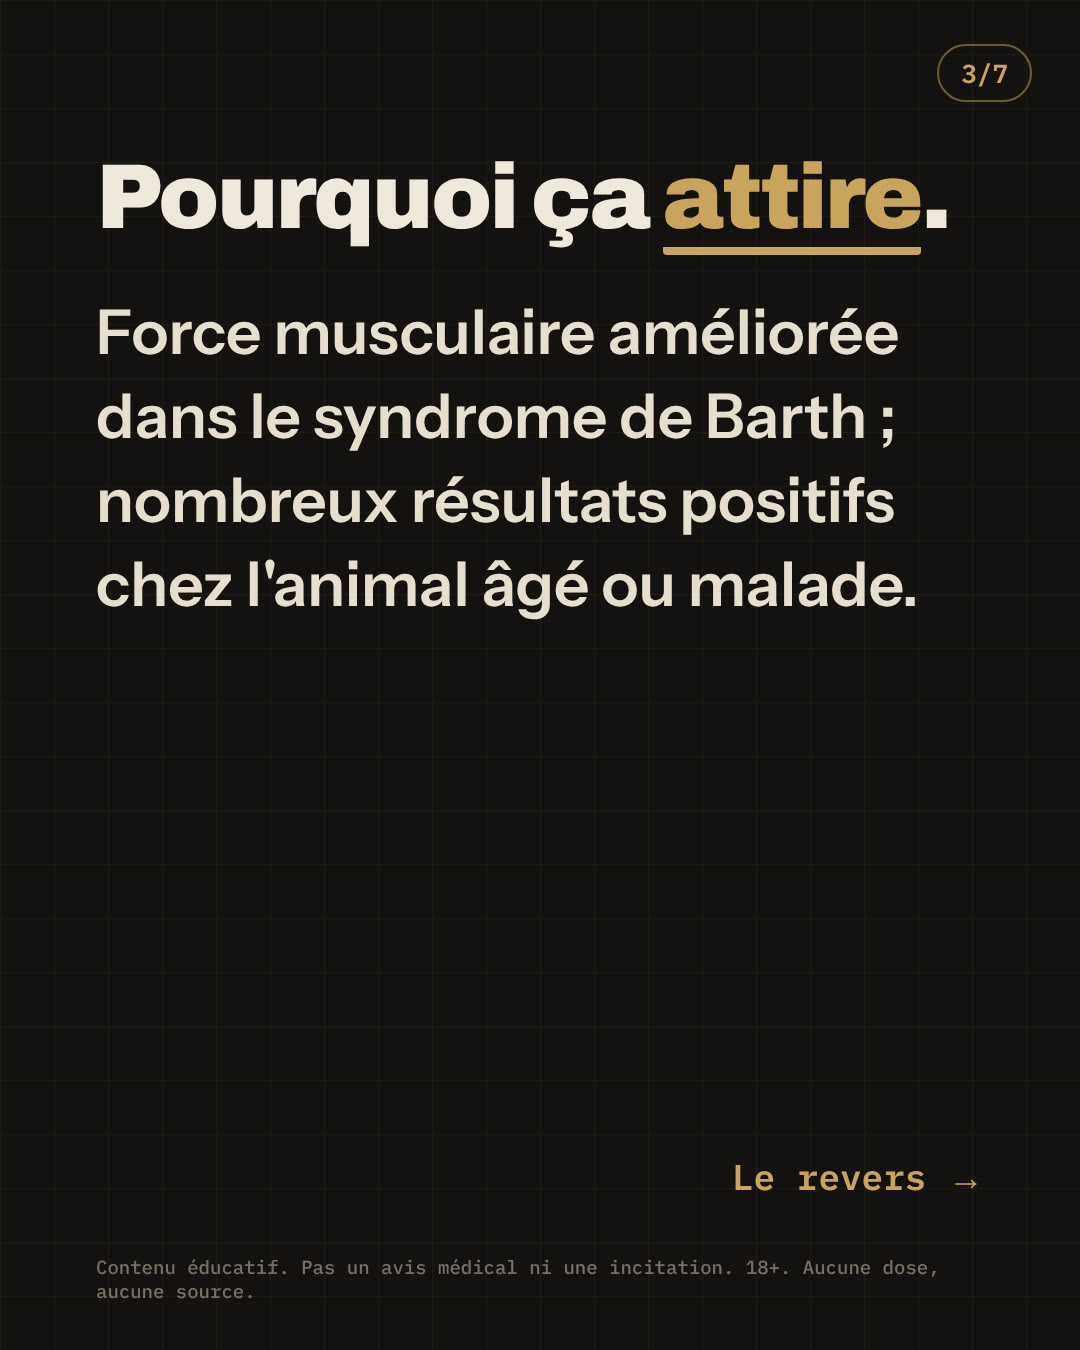 3/7
Pourquoi ça attire.
Force musculaire améliorée
dans le syndrome de Barth ;
nombreux résultats positifs
chez l'animal âgé ou malade.
Le revers →
Contenu éducatif. Pas un avis médical ni une incitation. 18+. Aucune dose,
aucune source.